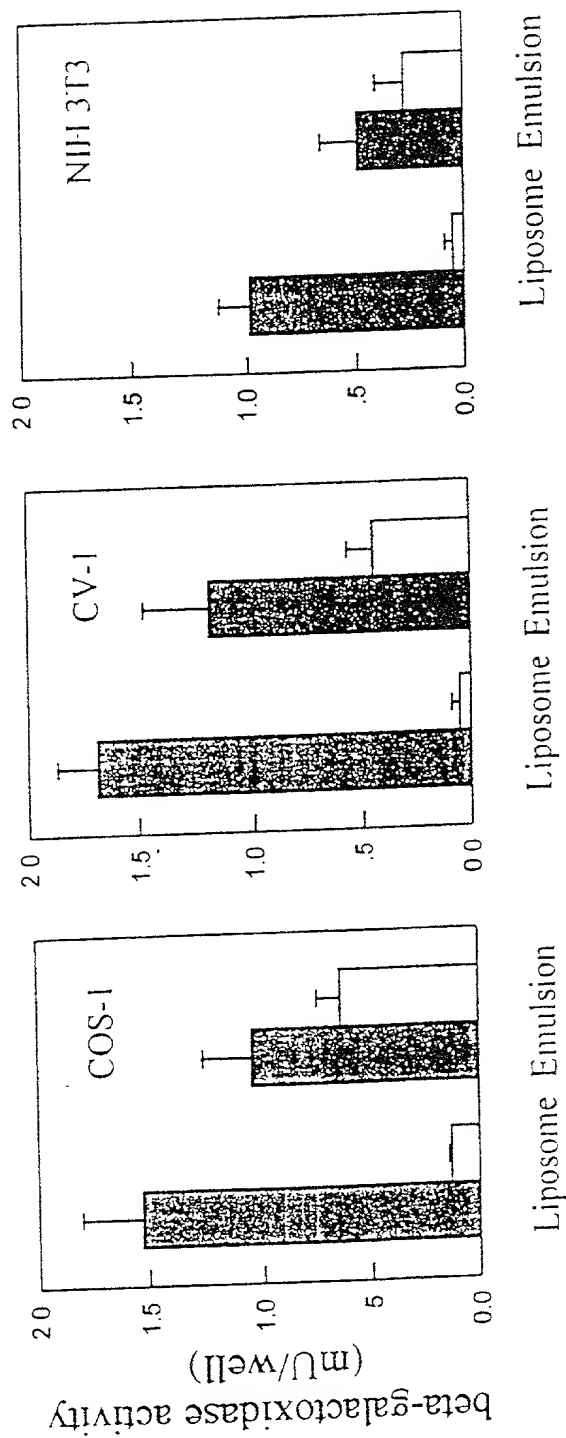 beta-galactoxidase activity
(mU/well)
2 0
1.5
1.0
5
0.0
COS-1
Liposome Emulsion
2 0
1.5
1.0
.5
0 0
CV-1
Liposome Emulsion
2 0
1.5
1.0
.5
0.0
NIH 3T3
Liposome Emulsion